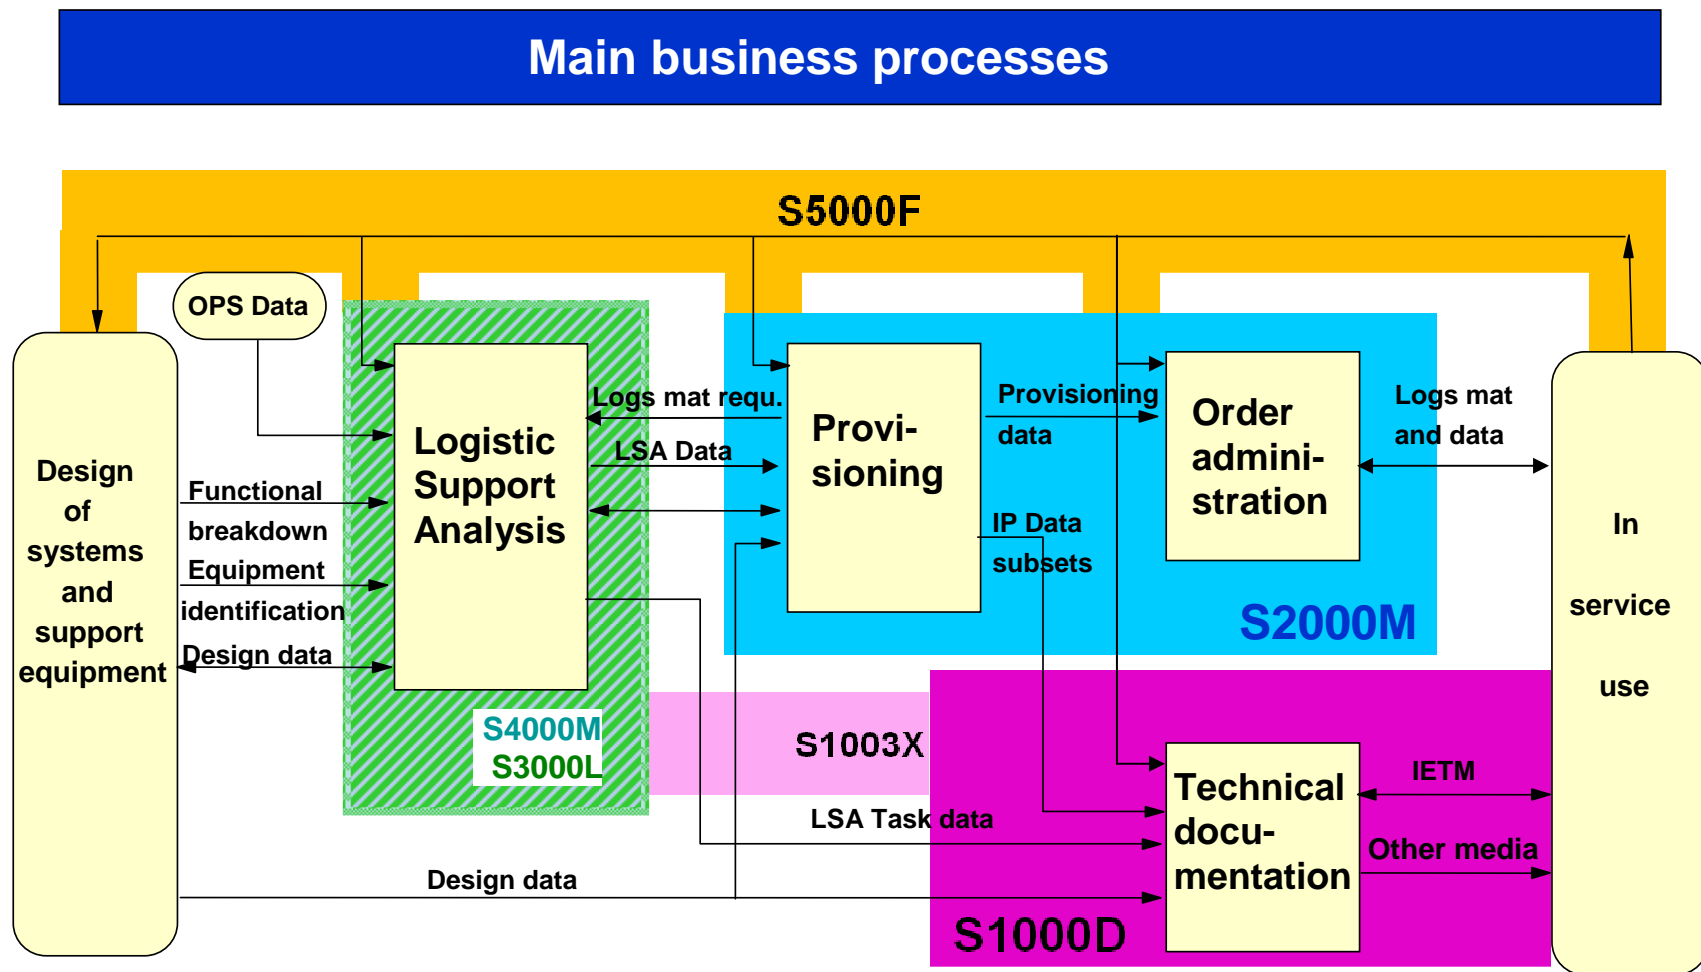 Main business processes
S5000F
OPS Data
Design
of
systems
and
support
equipment
Functional
breakdown
Equipment
identification
Design data
Logistic
Support
Analysis
S4000M
S3000L
Logs mat requ.
LSA Data
Provi-
sioning
Provisioning
data
IP Data
subsets
Order
admini-
stration
S2000M
Logs mat
and data
In
service
use
S1003X
LSA Task data
Design data
Technical
docu-
mentation
S1000D
IETM
Other media